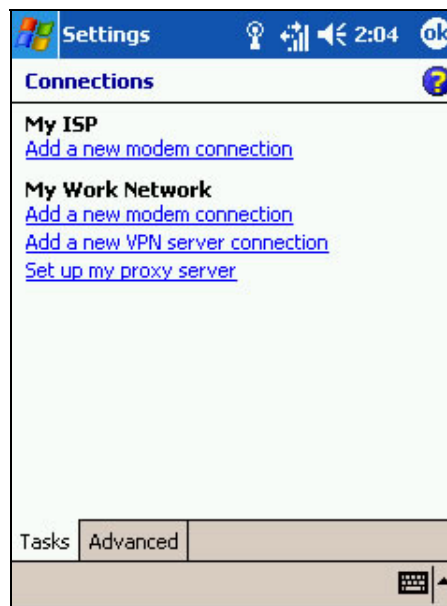 Settings 2:04 ok
Connections ?
My ISP
Add a new modem connection
My Work Network
Add a new modem connection
Add a new VPN server connection
Set up my proxy server
Tasks Advanced